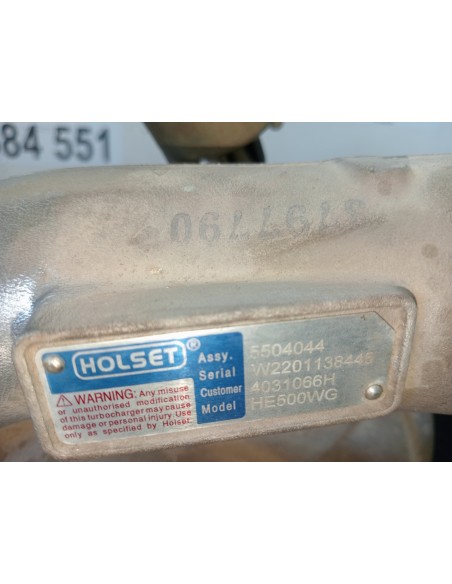 584 551
HOLSET®
Assy. 5504044
Serial W2201138445
Customer 4031066H
Model HE500WG
⚠ WARNING: Any misuse
or unauthorised modification
of this turbocharger may cause
damage or personal injury. Use
only as specified by Holset.